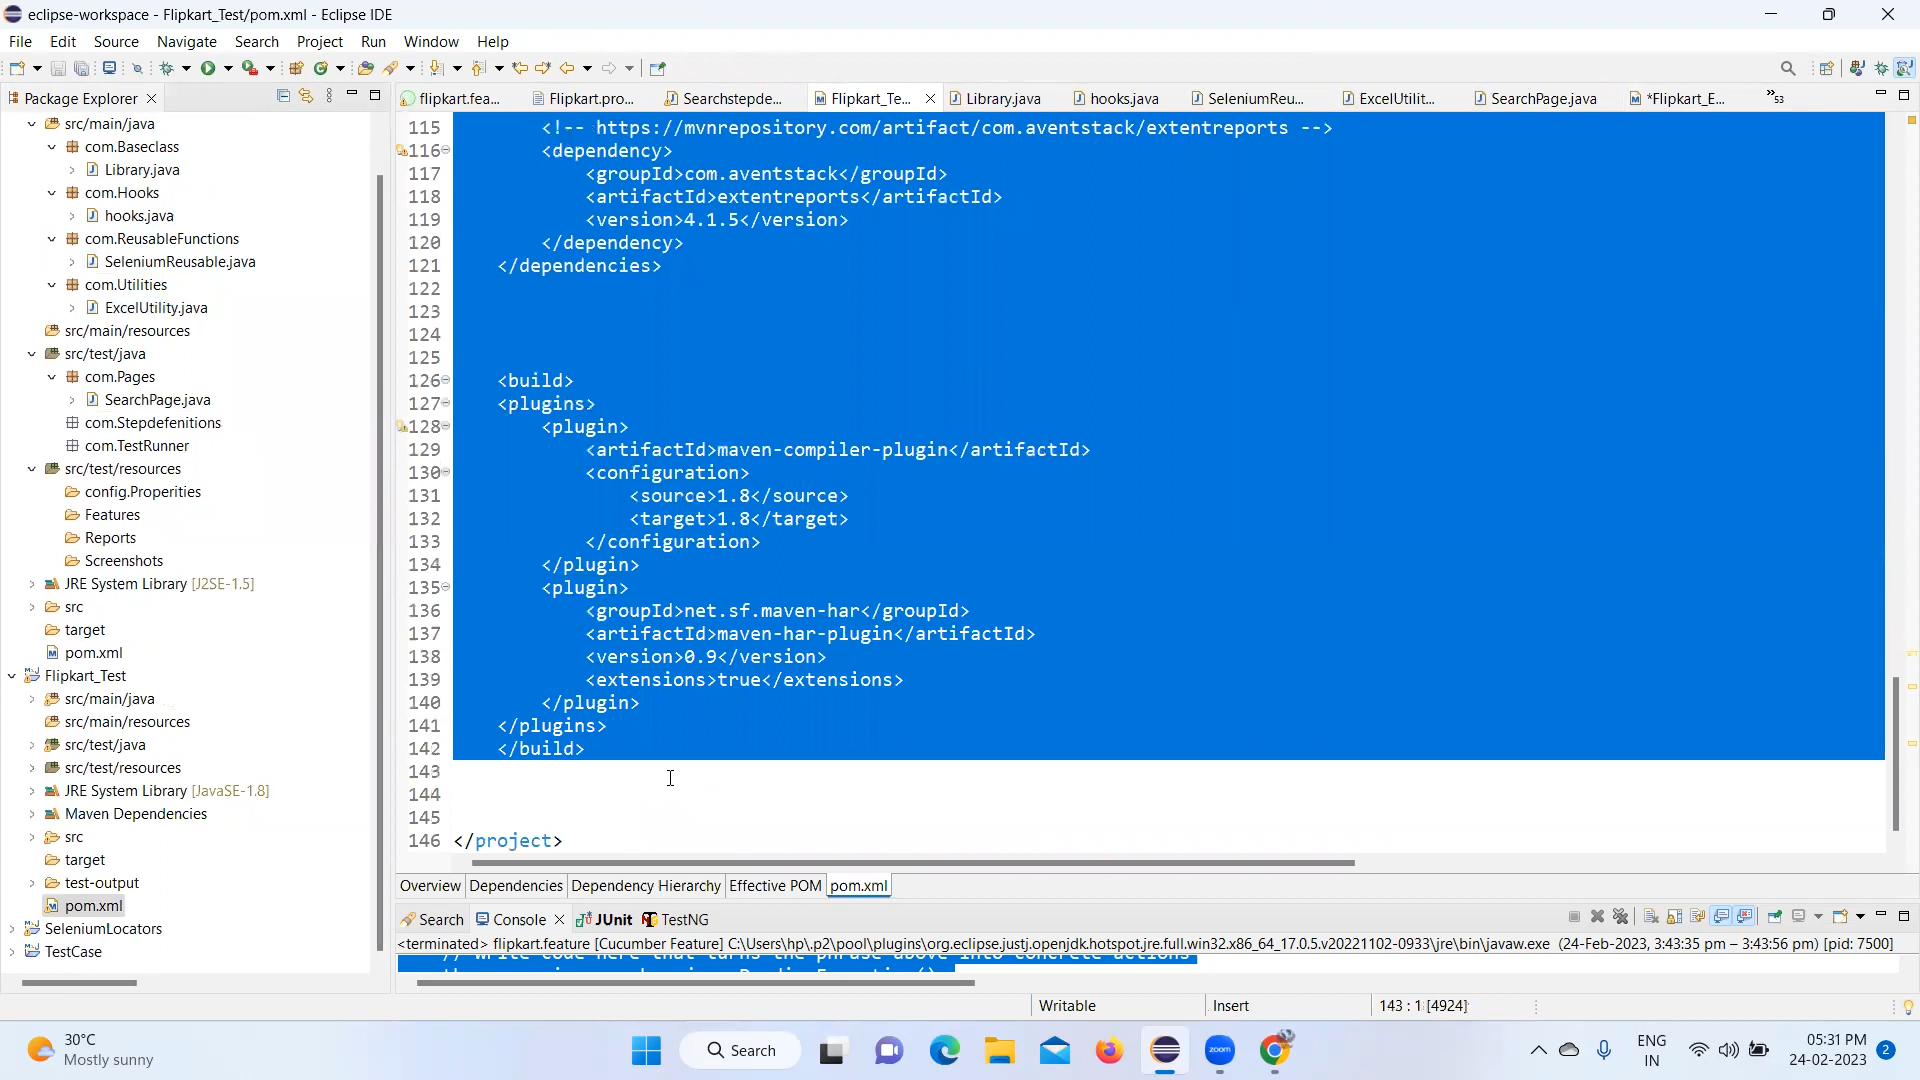 eclipse-workspace - Flipkart_Test/pom.xml - Eclipse IDE
File Edit Source Navigate Search Project Run Window Help
Package Explorer
flipkart.fea... Flipkart.pro... Searchstepde... Flipkart_Te... Library.java hooks.java SeleniumReu... ExcelUtilit... SearchPage.java *Flipkart_E... »53
src/main/java
com.Baseclass
Library.java
com.Hooks
hooks.java
com.ReusableFunctions
SeleniumReusable.java
com.Utilities
ExcelUtility.java
src/main/resources
src/test/java
com.Pages
SearchPage.java
com.Stepdefenitions
com.TestRunner
src/test/resources
config.Properities
Features
Reports
Screenshots
JRE System Library [J2SE-1.5]
src
target
pom.xml
Flipkart_Test
src/main/java
src/main/resources
src/test/java
src/test/resources
JRE System Library [JavaSE-1.8]
Maven Dependencies
src
target
test-output
pom.xml
SeleniumLocators
TestCase
115 <!-- https://mvnrepository.com/artifact/com.aventstack/extentreports -->
116 <dependency>
117 <groupId>com.aventstack</groupId>
118 <artifactId>extentreports</artifactId>
119 <version>4.1.5</version>
120 </dependency>
121 </dependencies>
122
123
124
125
126 <build>
127 <plugins>
128 <plugin>
129 <artifactId>maven-compiler-plugin</artifactId>
130 <configuration>
131 <source>1.8</source>
132 <target>1.8</target>
133 </configuration>
134 </plugin>
135 <plugin>
136 <groupId>net.sf.maven-har</groupId>
137 <artifactId>maven-har-plugin</artifactId>
138 <version>0.9</version>
139 <extensions>true</extensions>
140 </plugin>
141 </plugins>
142 </build>
143
144
145
146 </project>
Overview Dependencies Dependency Hierarchy Effective POM pom.xml
Search Console JUnit TestNG
<terminated> flipkart.feature [Cucumber Feature] C:\Users\hp\.p2\pool\plugins\org.eclipse.justj.openjdk.hotspot.jre.full.win32.x86_64_17.0.5.v20221102-0933\jre\bin\javaw.exe (24-Feb-2023, 3:43:35 pm – 3:43:56 pm) [pid: 7500]
// Write code here that turns the phrase above into concrete actions
Writable Insert 143 : 1 [4924]
30°C
Mostly sunny
Search
zoom
ENG
IN
05:31 PM
24-02-2023
2